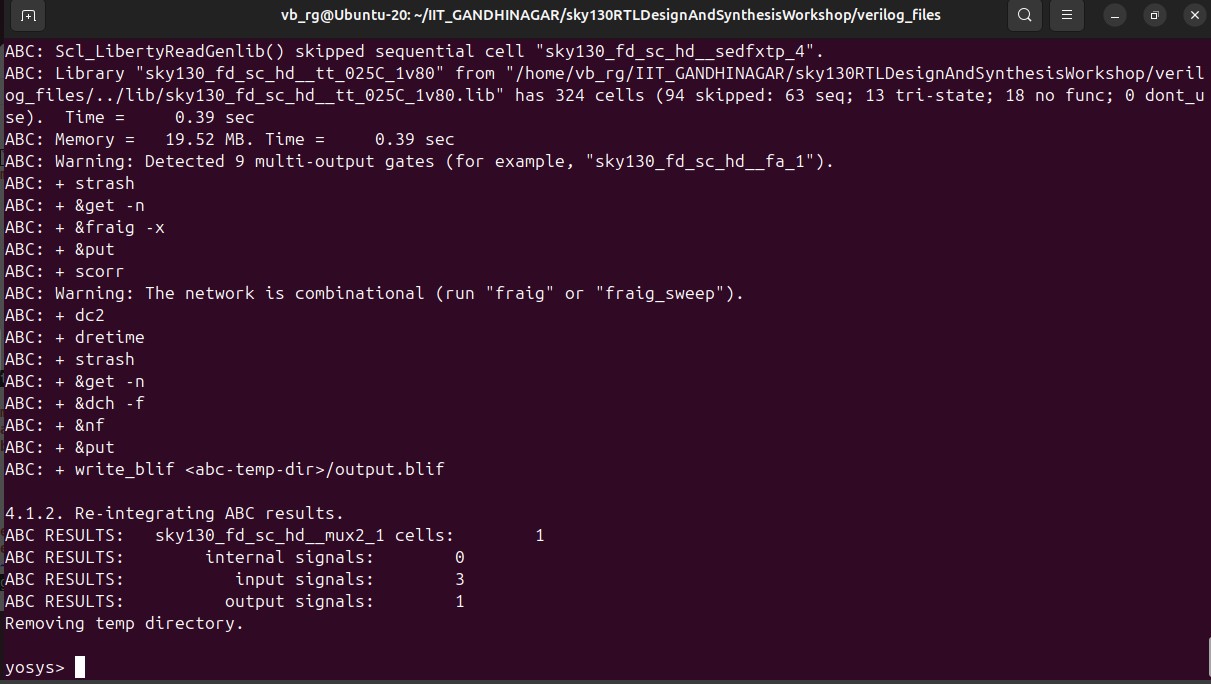 vb_rg@Ubuntu-20: ~/IIT_GANDHINAGAR/sky130RTLDesignAndSynthesisWorkshop/verilog_files
ABC: Scl_LibertyReadGenlib() skipped sequential cell "sky130_fd_sc_hd__sedfxtp_4".
ABC: Library "sky130_fd_sc_hd__tt_025C_1v80" from "/home/vb_rg/IIT_GANDHINAGAR/sky130RTLDesignAndSynthesisWorkshop/veril
og_files/../lib/sky130_fd_sc_hd__tt_025C_1v80.lib" has 324 cells (94 skipped: 63 seq; 13 tri-state; 18 no func; 0 dont_u
se).  Time =     0.39 sec
ABC: Memory =   19.52 MB. Time =     0.39 sec
ABC: Warning: Detected 9 multi-output gates (for example, "sky130_fd_sc_hd__fa_1").
ABC: + strash
ABC: + &get -n
ABC: + &fraig -x
ABC: + &put
ABC: + scorr
ABC: Warning: The network is combinational (run "fraig" or "fraig_sweep").
ABC: + dc2
ABC: + dretime
ABC: + strash
ABC: + &get -n
ABC: + &dch -f
ABC: + &nf
ABC: + &put
ABC: + write_blif <abc-temp-dir>/output.blif
4.1.2. Re-integrating ABC results.
ABC RESULTS:   sky130_fd_sc_hd__mux2_1 cells:        1
ABC RESULTS:        internal signals:        0
ABC RESULTS:           input signals:        3
ABC RESULTS:          output signals:        1
Removing temp directory.
yosys>